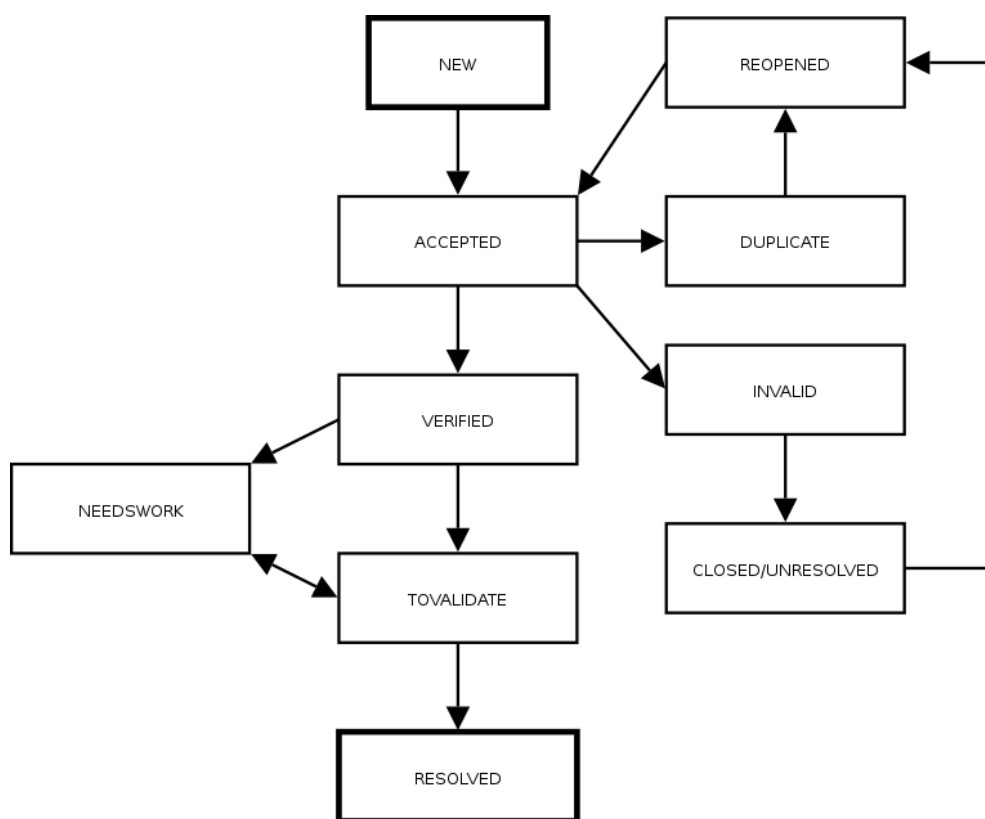 NEW
REOPENED
ACCEPTED
DUPLICATE
INVALID
VERIFIED
NEEDSWORK
CLOSED/UNRESOLVED
TOVALIDATE
RESOLVED